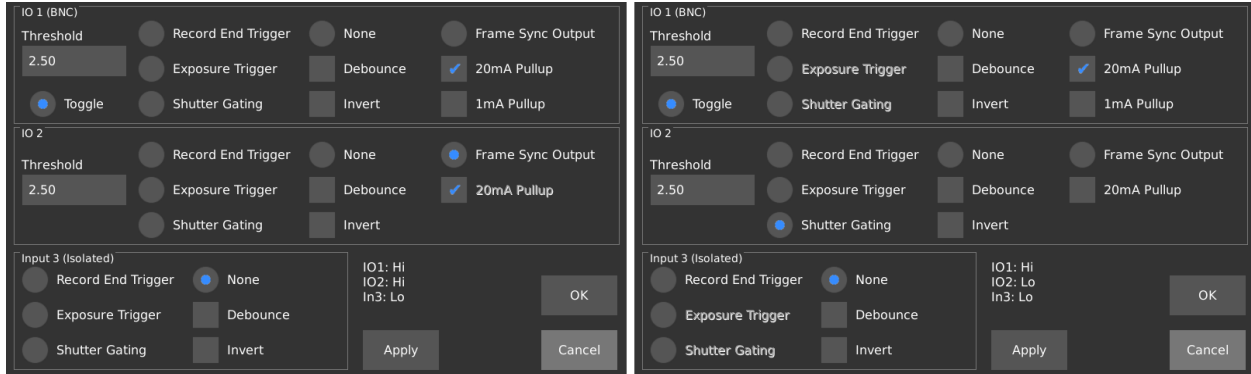 IO 1 (BNC)
Threshold
Record End Trigger
None
Frame Sync Output
2.50
Exposure Trigger
Debounce
20mA Pullup
Toggle
Shutter Gating
Invert
1mA Pullup
IO 2
Threshold
Record End Trigger
None
Frame Sync Output
2.50
Exposure Trigger
Debounce
20mA Pullup
Shutter Gating
Invert
Input 3 (Isolated)
Record End Trigger
None
Exposure Trigger
Debounce
Shutter Gating
Invert
IO1: Hi
IO2: Hi
In3: Lo
OK
Apply
Cancel
IO 1 (BNC)
Threshold
Record End Trigger
None
Frame Sync Output
2.50
Exposure Trigger
Debounce
20mA Pullup
Toggle
Shutter Gating
Invert
1mA Pullup
IO 2
Threshold
Record End Trigger
None
Frame Sync Output
2.50
Exposure Trigger
Debounce
20mA Pullup
Shutter Gating
Invert
Input 3 (Isolated)
Record End Trigger
None
Exposure Trigger
Debounce
Shutter Gating
Invert
IO1: Hi
IO2: Lo
In3: Lo
OK
Apply
Cancel